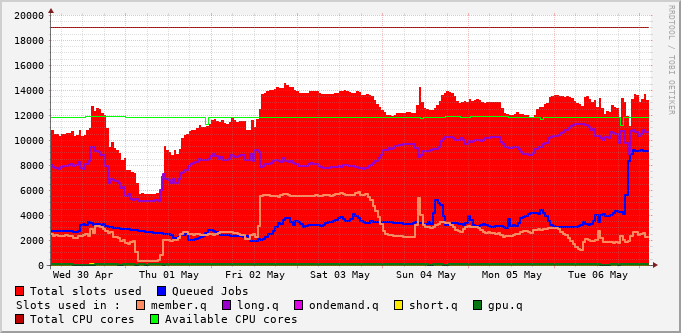 20000
18000
16000
14000
12000
10000
8000
6000
4000
2000
0
Wed 30 Apr Thu 01 May Fri 02 May Sat 03 May Sun 04 May Mon 05 May Tue 06 May
Total slots used Queued Jobs
Slots used in : member.q long.q ondemand.q short.q gpu.q
Total CPU cores Available CPU cores
RRDTOOL / TOBI OETIKER